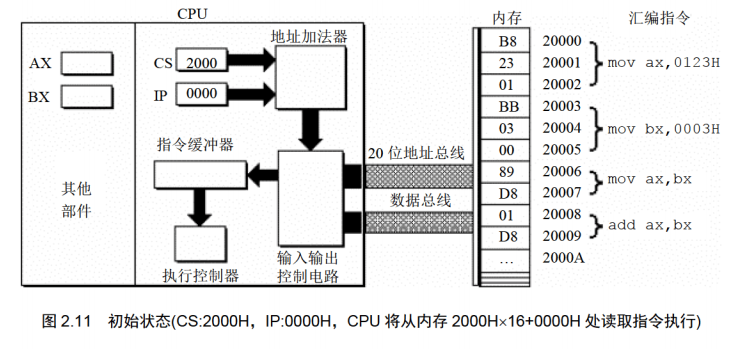 CPU
内存
汇编指令
地址加法器
AX
BX
CS 2000
IP 0000
指令缓冲器
20 位地址总线
数据总线
其他
部件
执行控制器
输入输出
控制电路
B8 20000
23 20001 mov ax,0123H
01 20002
BB 20003
03 20004 mov bx,0003H
00 20005
89 20006
D8 20007 mov ax,bx
01 20008
D8 20009 add ax,bx
… 2000A
图 2.11 初始状态(CS:2000H，IP:0000H，CPU 将从内存 2000H×16+0000H 处读取指令执行)